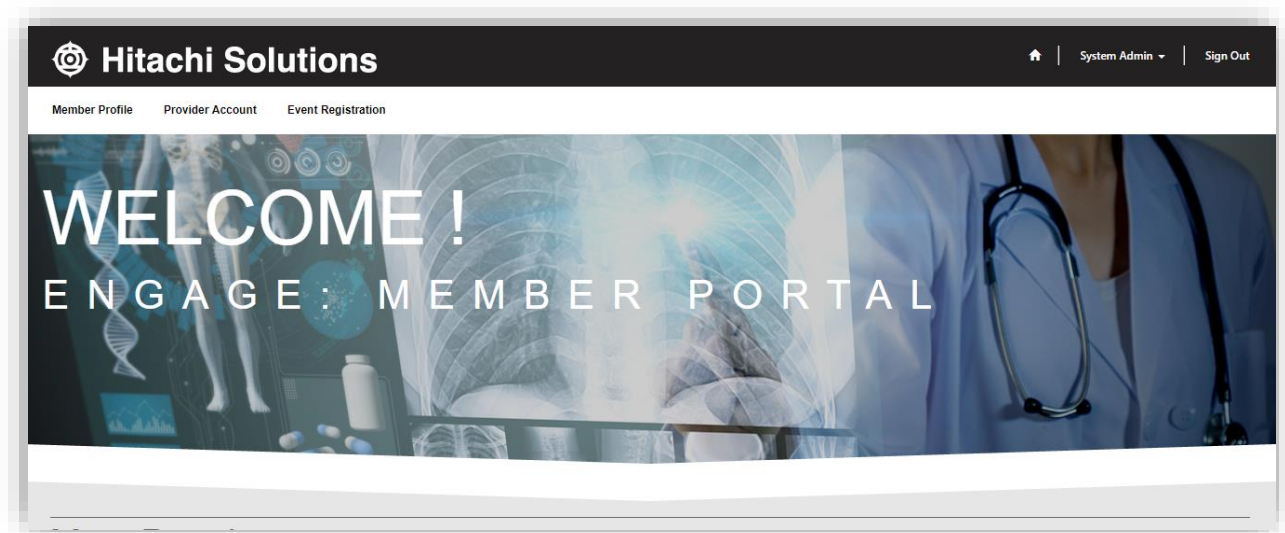 Hitachi Solutions
System Admin
Sign Out
Member Profile
Provider Account
Event Registration
WELCOME !
ENGAGE: MEMBER PORTAL